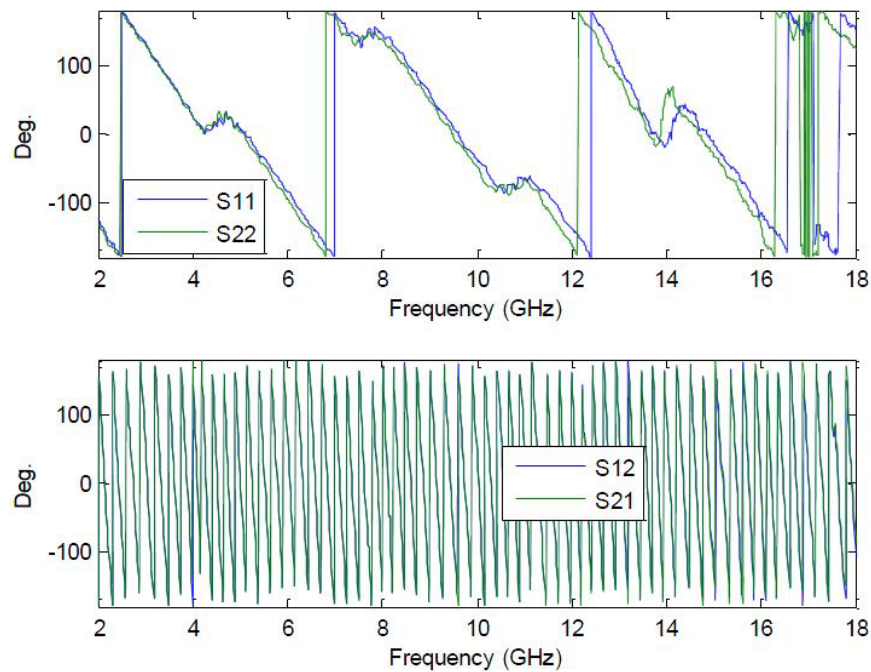 100
0
-100
Deg.
S11
S22
2 4 6 8 10 12 14 16 18
Frequency (GHz)
100
0
-100
Deg.
S12
S21
2 4 6 8 10 12 14 16 18
Frequency (GHz)